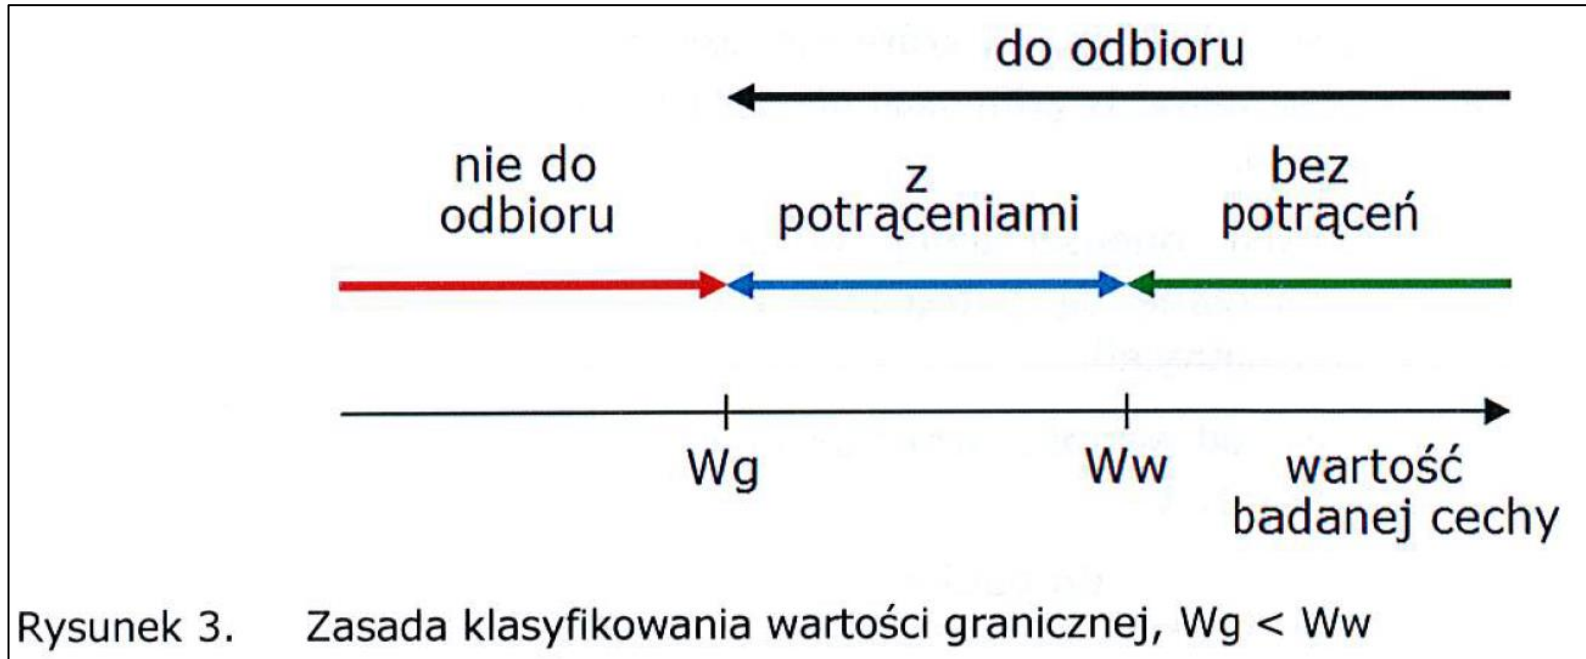 do odbioru
nie do
odbioru
z
potrąceniami
bez
potrąceń
Wg
Ww
wartość
badanej cechy
Rysunek 3. Zasada klasyfikowania wartości granicznej, Wg < Ww